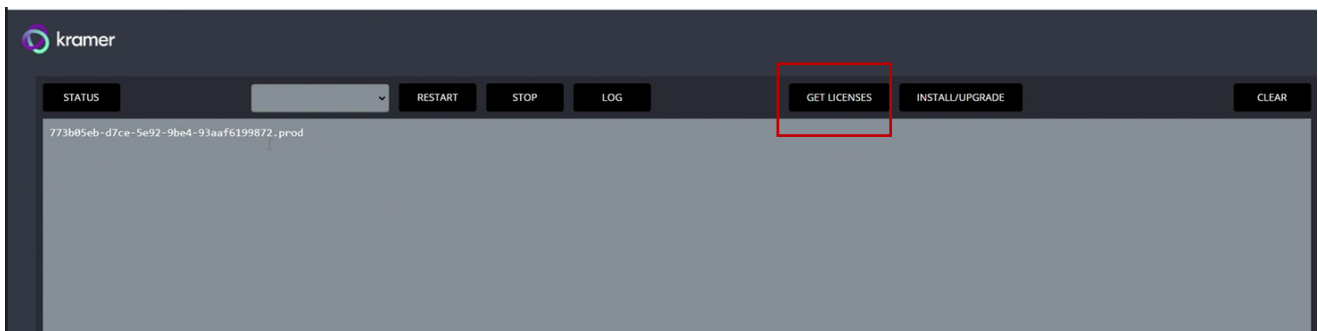 kramer
STATUS RESTART STOP LOG GET LICENSES INSTALL/UPGRADE CLEAR
773b05eb-d7ce-5e92-9be4-93aaf6199872.prod